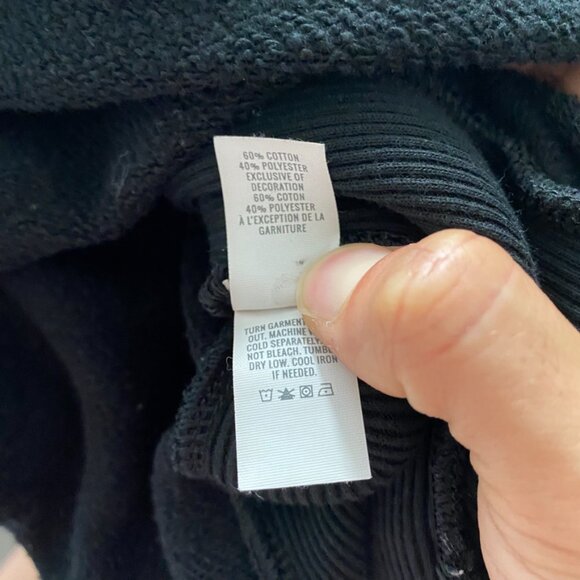 60% COTTON
40% POLYESTER
EXCLUSIVE OF
DECORATION
60% COTON
40% POLYESTER
À L'EXCEPTION DE LA
GARNITURE
TURN GARMENT
OUT. MACHINE
COLD SEPARATELY.
NOT BLEACH. TUMBLE
DRY LOW. COOL IRON
IF NEEDED.